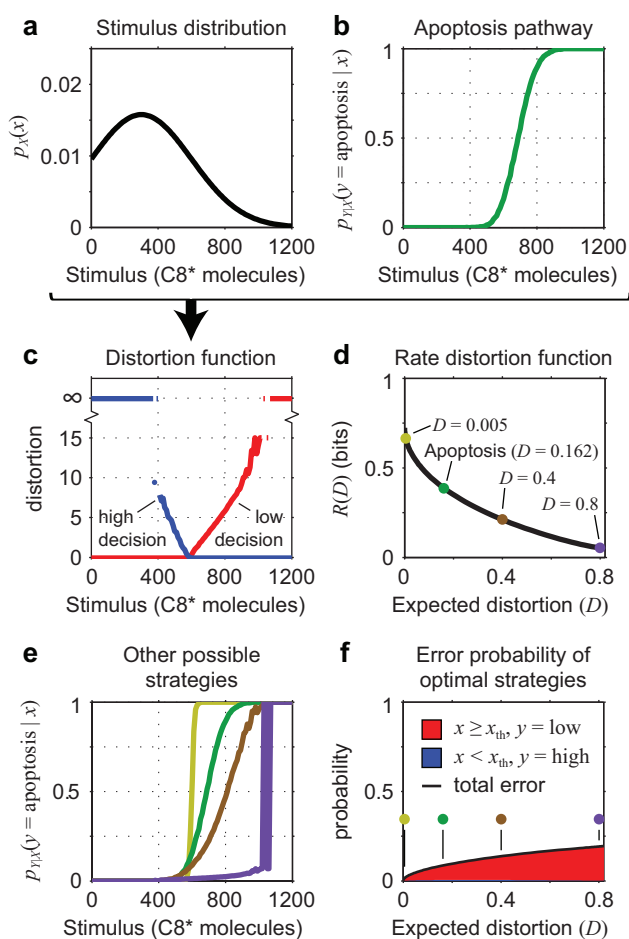 a Stimulus distribution
0.02
0.01
0
p_X(x)
0 400 800 1200
Stimulus (C8* molecules)
b Apoptosis pathway
1
0.5
0
p_{Y|X}(y = apoptosis | x)
0 400 800 1200
Stimulus (C8* molecules)
c Distortion function
∞
15
10
5
0
distortion
high
decision
low
decision
0 400 800 1200
Stimulus (C8* molecules)
d Rate distortion function
1
0.5
0
R(D) (bits)
D = 0.005
Apoptosis (D = 0.162)
D = 0.4
D = 0.8
0 0.4 0.8
Expected distortion (D)
e Other possible
strategies
1
0.5
0
p_{Y|X}(y = apoptosis | x)
0 400 800 1200
Stimulus (C8* molecules)
f Error probability of
optimal strategies
1
0.5
0
probability
x ≥ x_th, y = low
x < x_th, y = high
total error
0 0.4 0.8
Expected distortion (D)